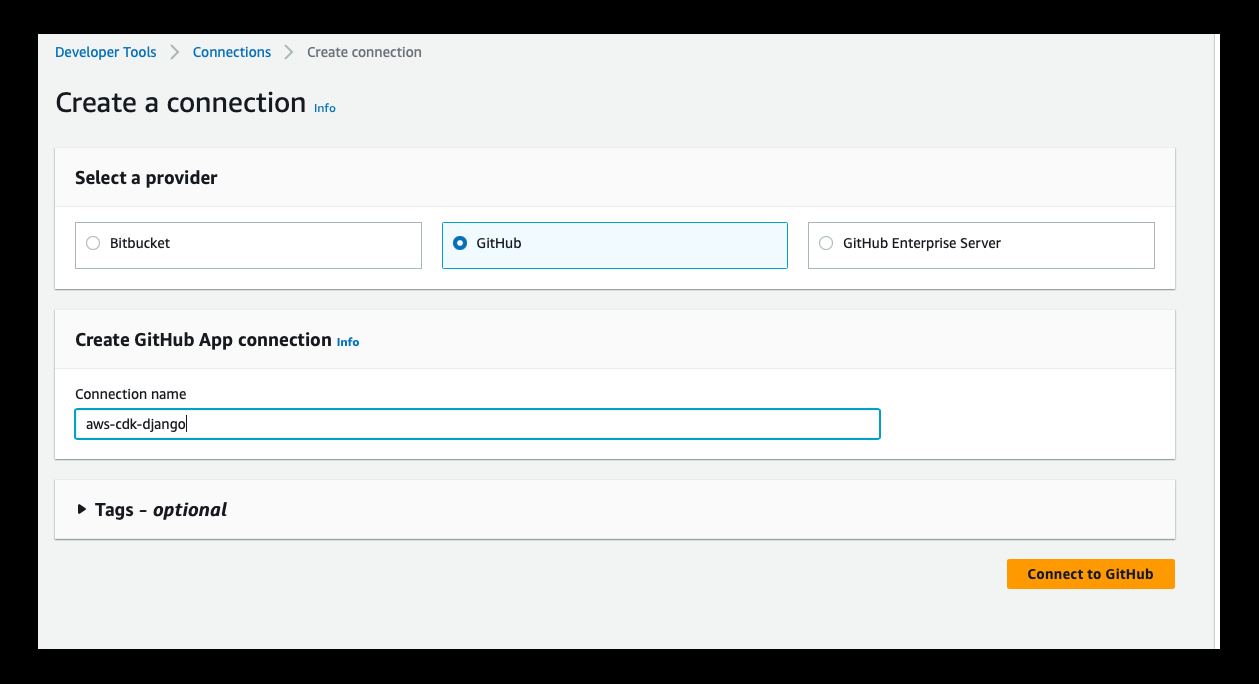 Developer Tools > Connections > Create connection
Create a connection Info
Select a provider
Bitbucket
GitHub
GitHub Enterprise Server
Create GitHub App connection Info
Connection name
aws-cdk-django
Tags - optional
Connect to GitHub